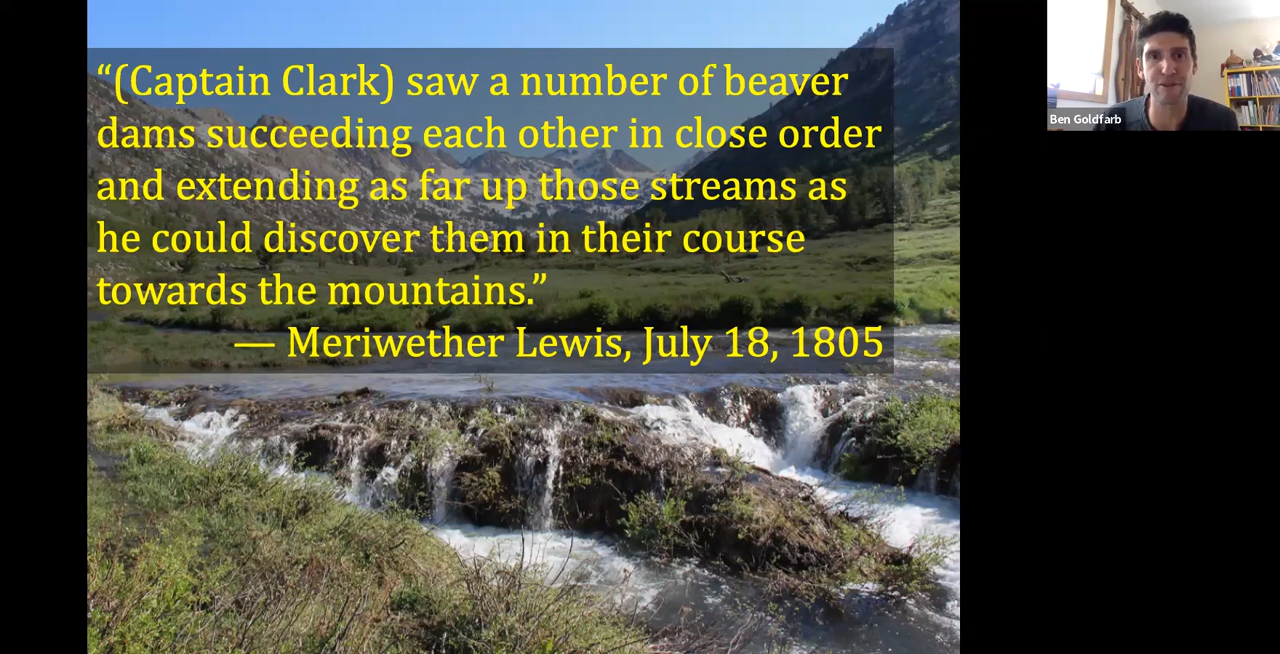 “(Captain Clark) saw a number of beaver
dams succeeding each other in close order
and extending as far up those streams as
he could discover them in their course
towards the mountains.”
— Meriwether Lewis, July 18, 1805
Ben Goldfarb